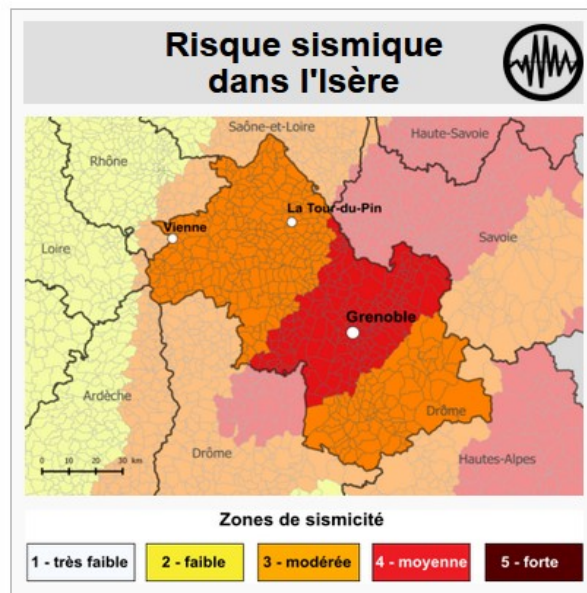 Risque sismique
dans l'Isère
Saône-et-Loire
Haute-Savoie
Rhône
La Tour-du-Pin
Vienne
Loire
Savoie
Grenoble
Ardèche
Drôme
Drôme
Hautes-Alpes
0 10 20 30 km
Zones de sismicité
1 - très faible
2 - faible
3 - modérée
4 - moyenne
5 - forte